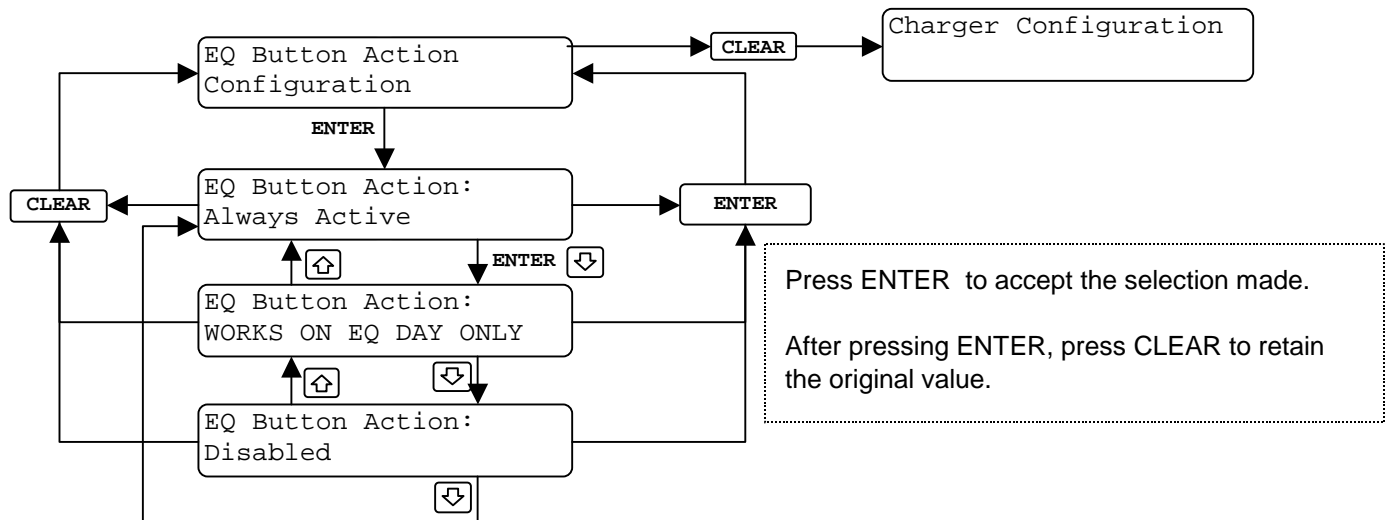 Charger Configuration
CLEAR
EQ Button Action
Configuration
ENTER
EQ Button Action:
Always Active
CLEAR
ENTER
ENTER
EQ Button Action:
WORKS ON EQ DAY ONLY
Press ENTER to accept the selection made.
After pressing ENTER, press CLEAR to retain
the original value.
EQ Button Action:
Disabled